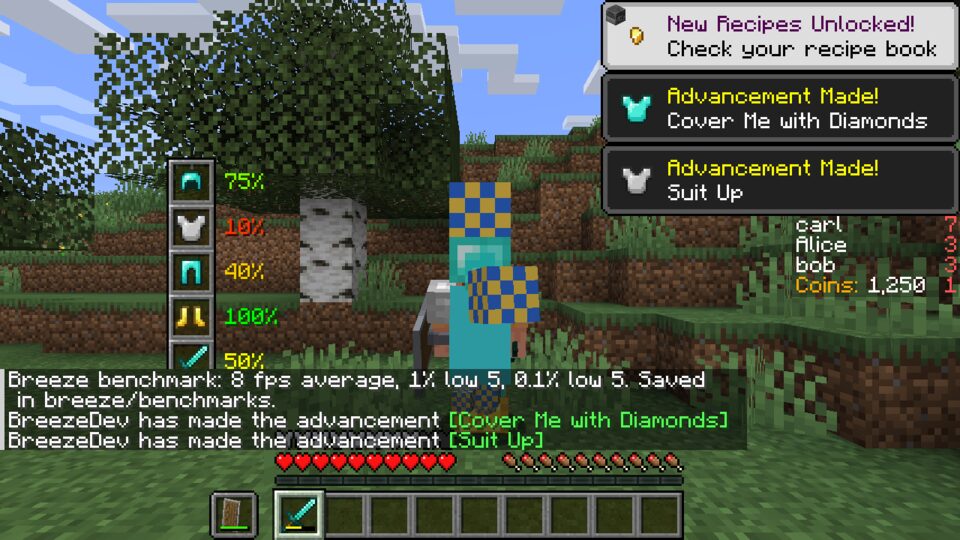 New Recipes Unlocked!
Check your recipe book
Advancement Made!
Cover Me with Diamonds
Advancement Made!
Suit Up
75%
10%
40%
100%
50%
carl 7
Alice 3
bob 3
Coins: 1,250 1
Breeze benchmark: 8 fps average, 1% low 5, 0.1% low 5. Saved
in breeze/benchmarks.
BreezeDev has made the advancement [Cover Me with Diamonds]
BreezeDev has made the advancement [Suit Up]